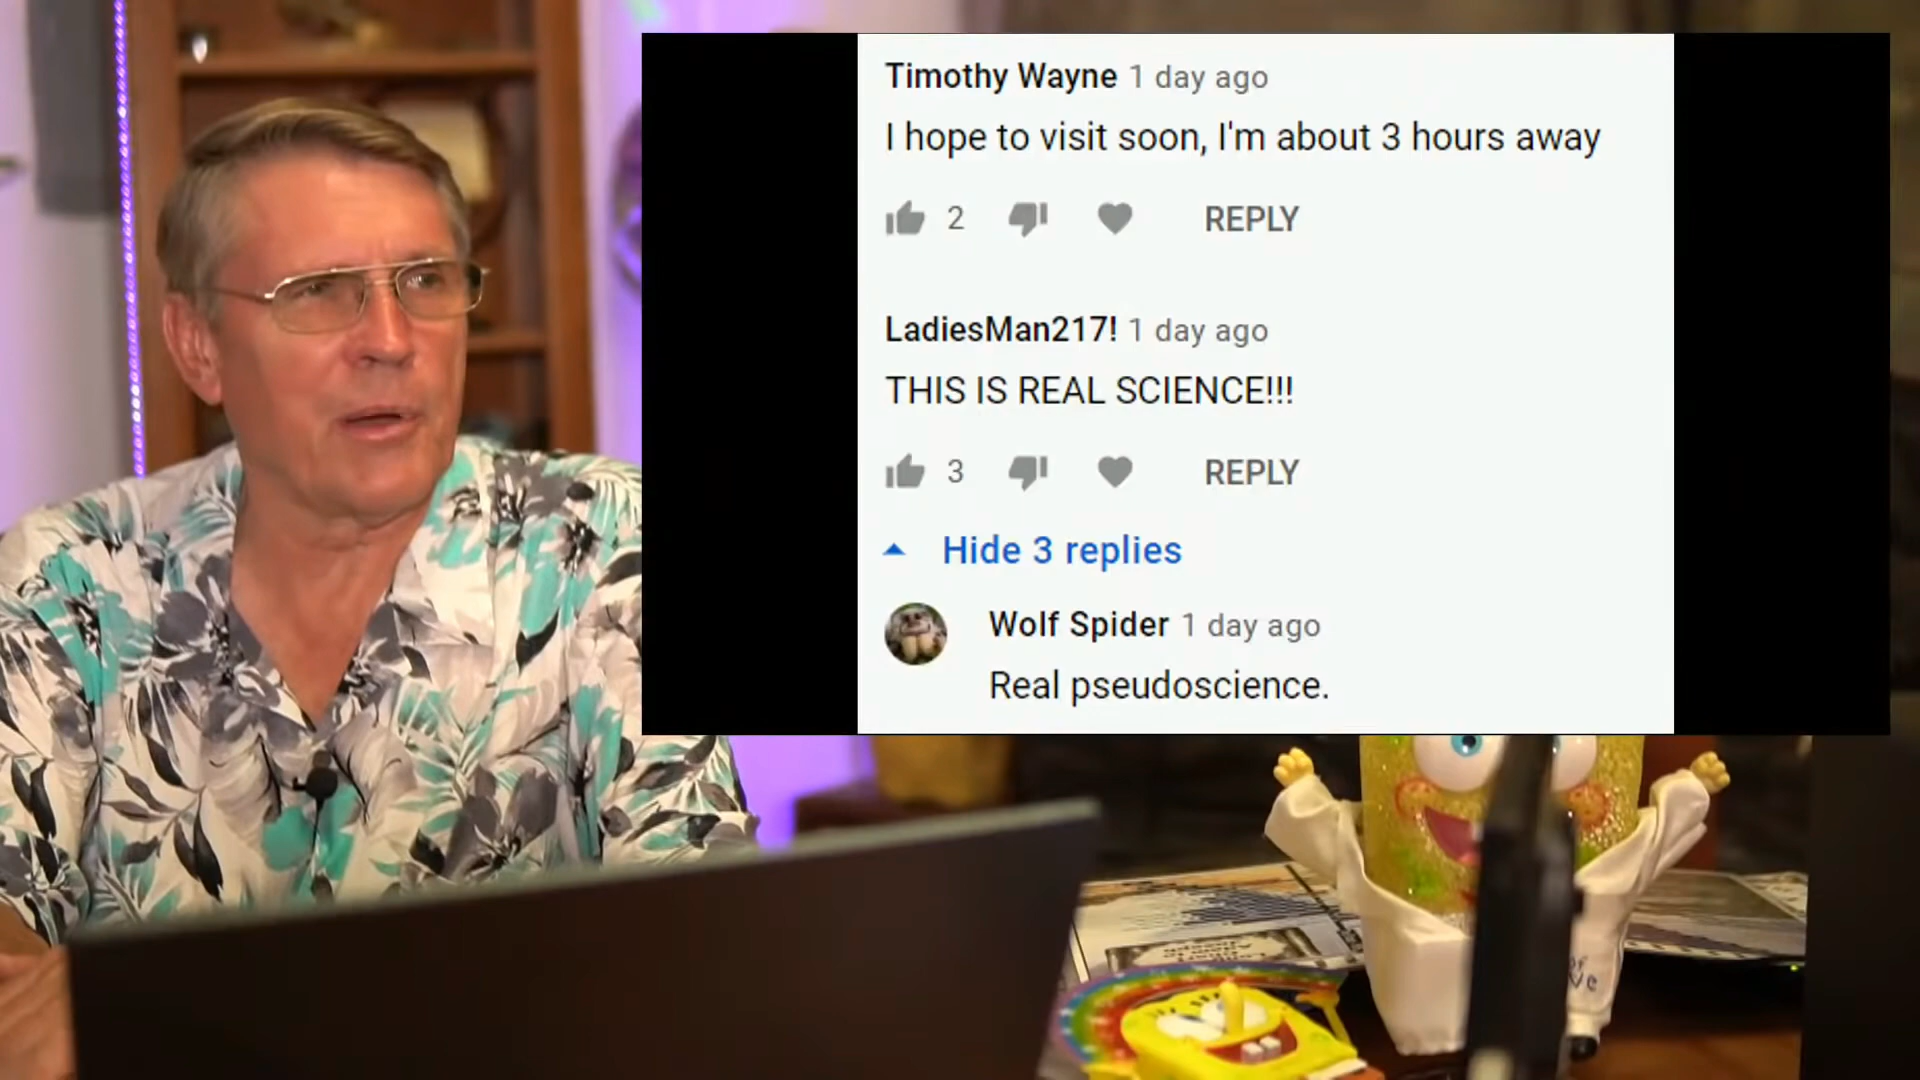 Timothy Wayne 1 day ago
I hope to visit soon, I'm about 3 hours away
2 REPLY
LadiesMan217! 1 day ago
THIS IS REAL SCIENCE!!!
3 REPLY
Hide 3 replies
Wolf Spider 1 day ago
Real pseudoscience.